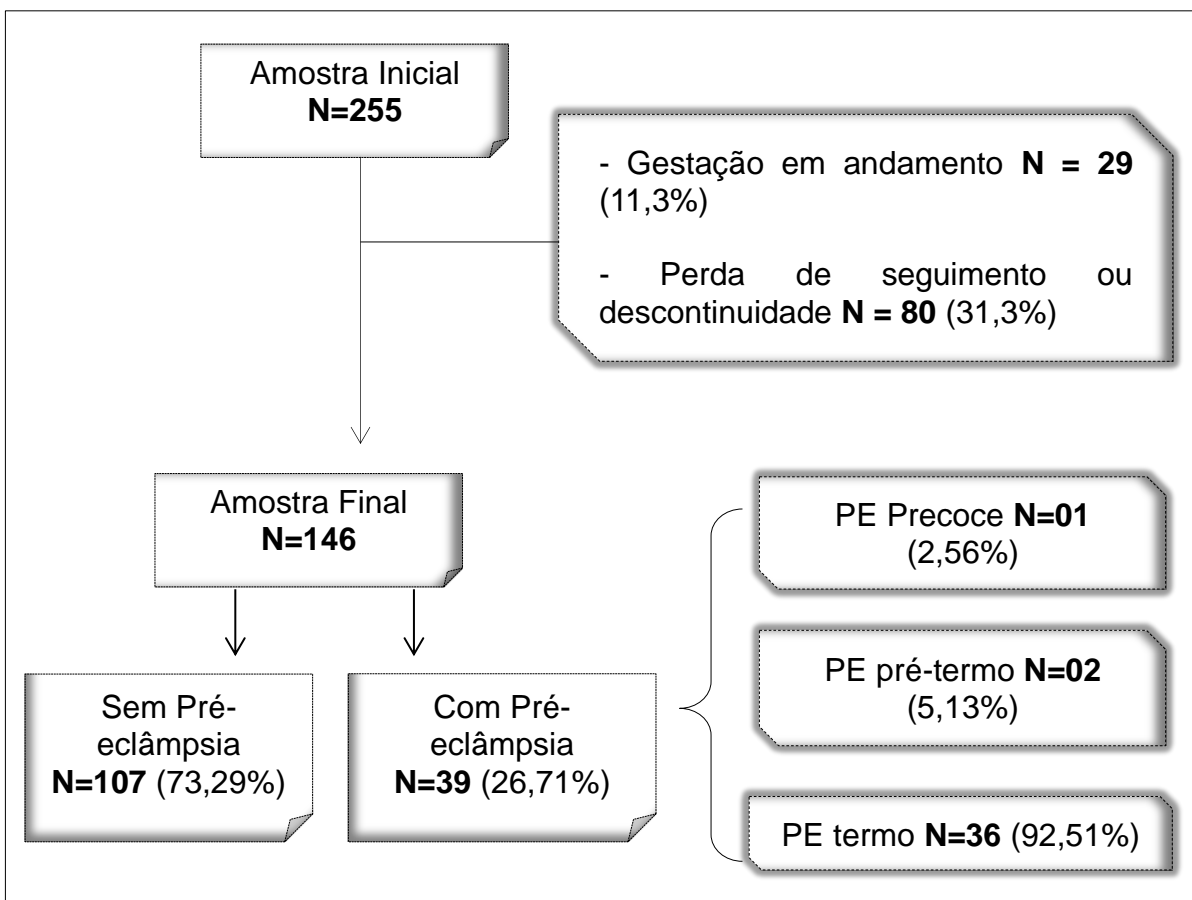 Amostra Inicial
N=255
- Gestação em andamento N = 29
(11,3%)
- Perda de seguimento ou
descontinuidade N = 80 (31,3%)
Amostra Final
N=146
Sem Pré-
eclâmpsia
N=107 (73,29%)
Com Pré-
eclâmpsia
N=39 (26,71%)
PE Precoce N=01
(2,56%)
PE pré-termo N=02
(5,13%)
PE termo N=36 (92,51%)